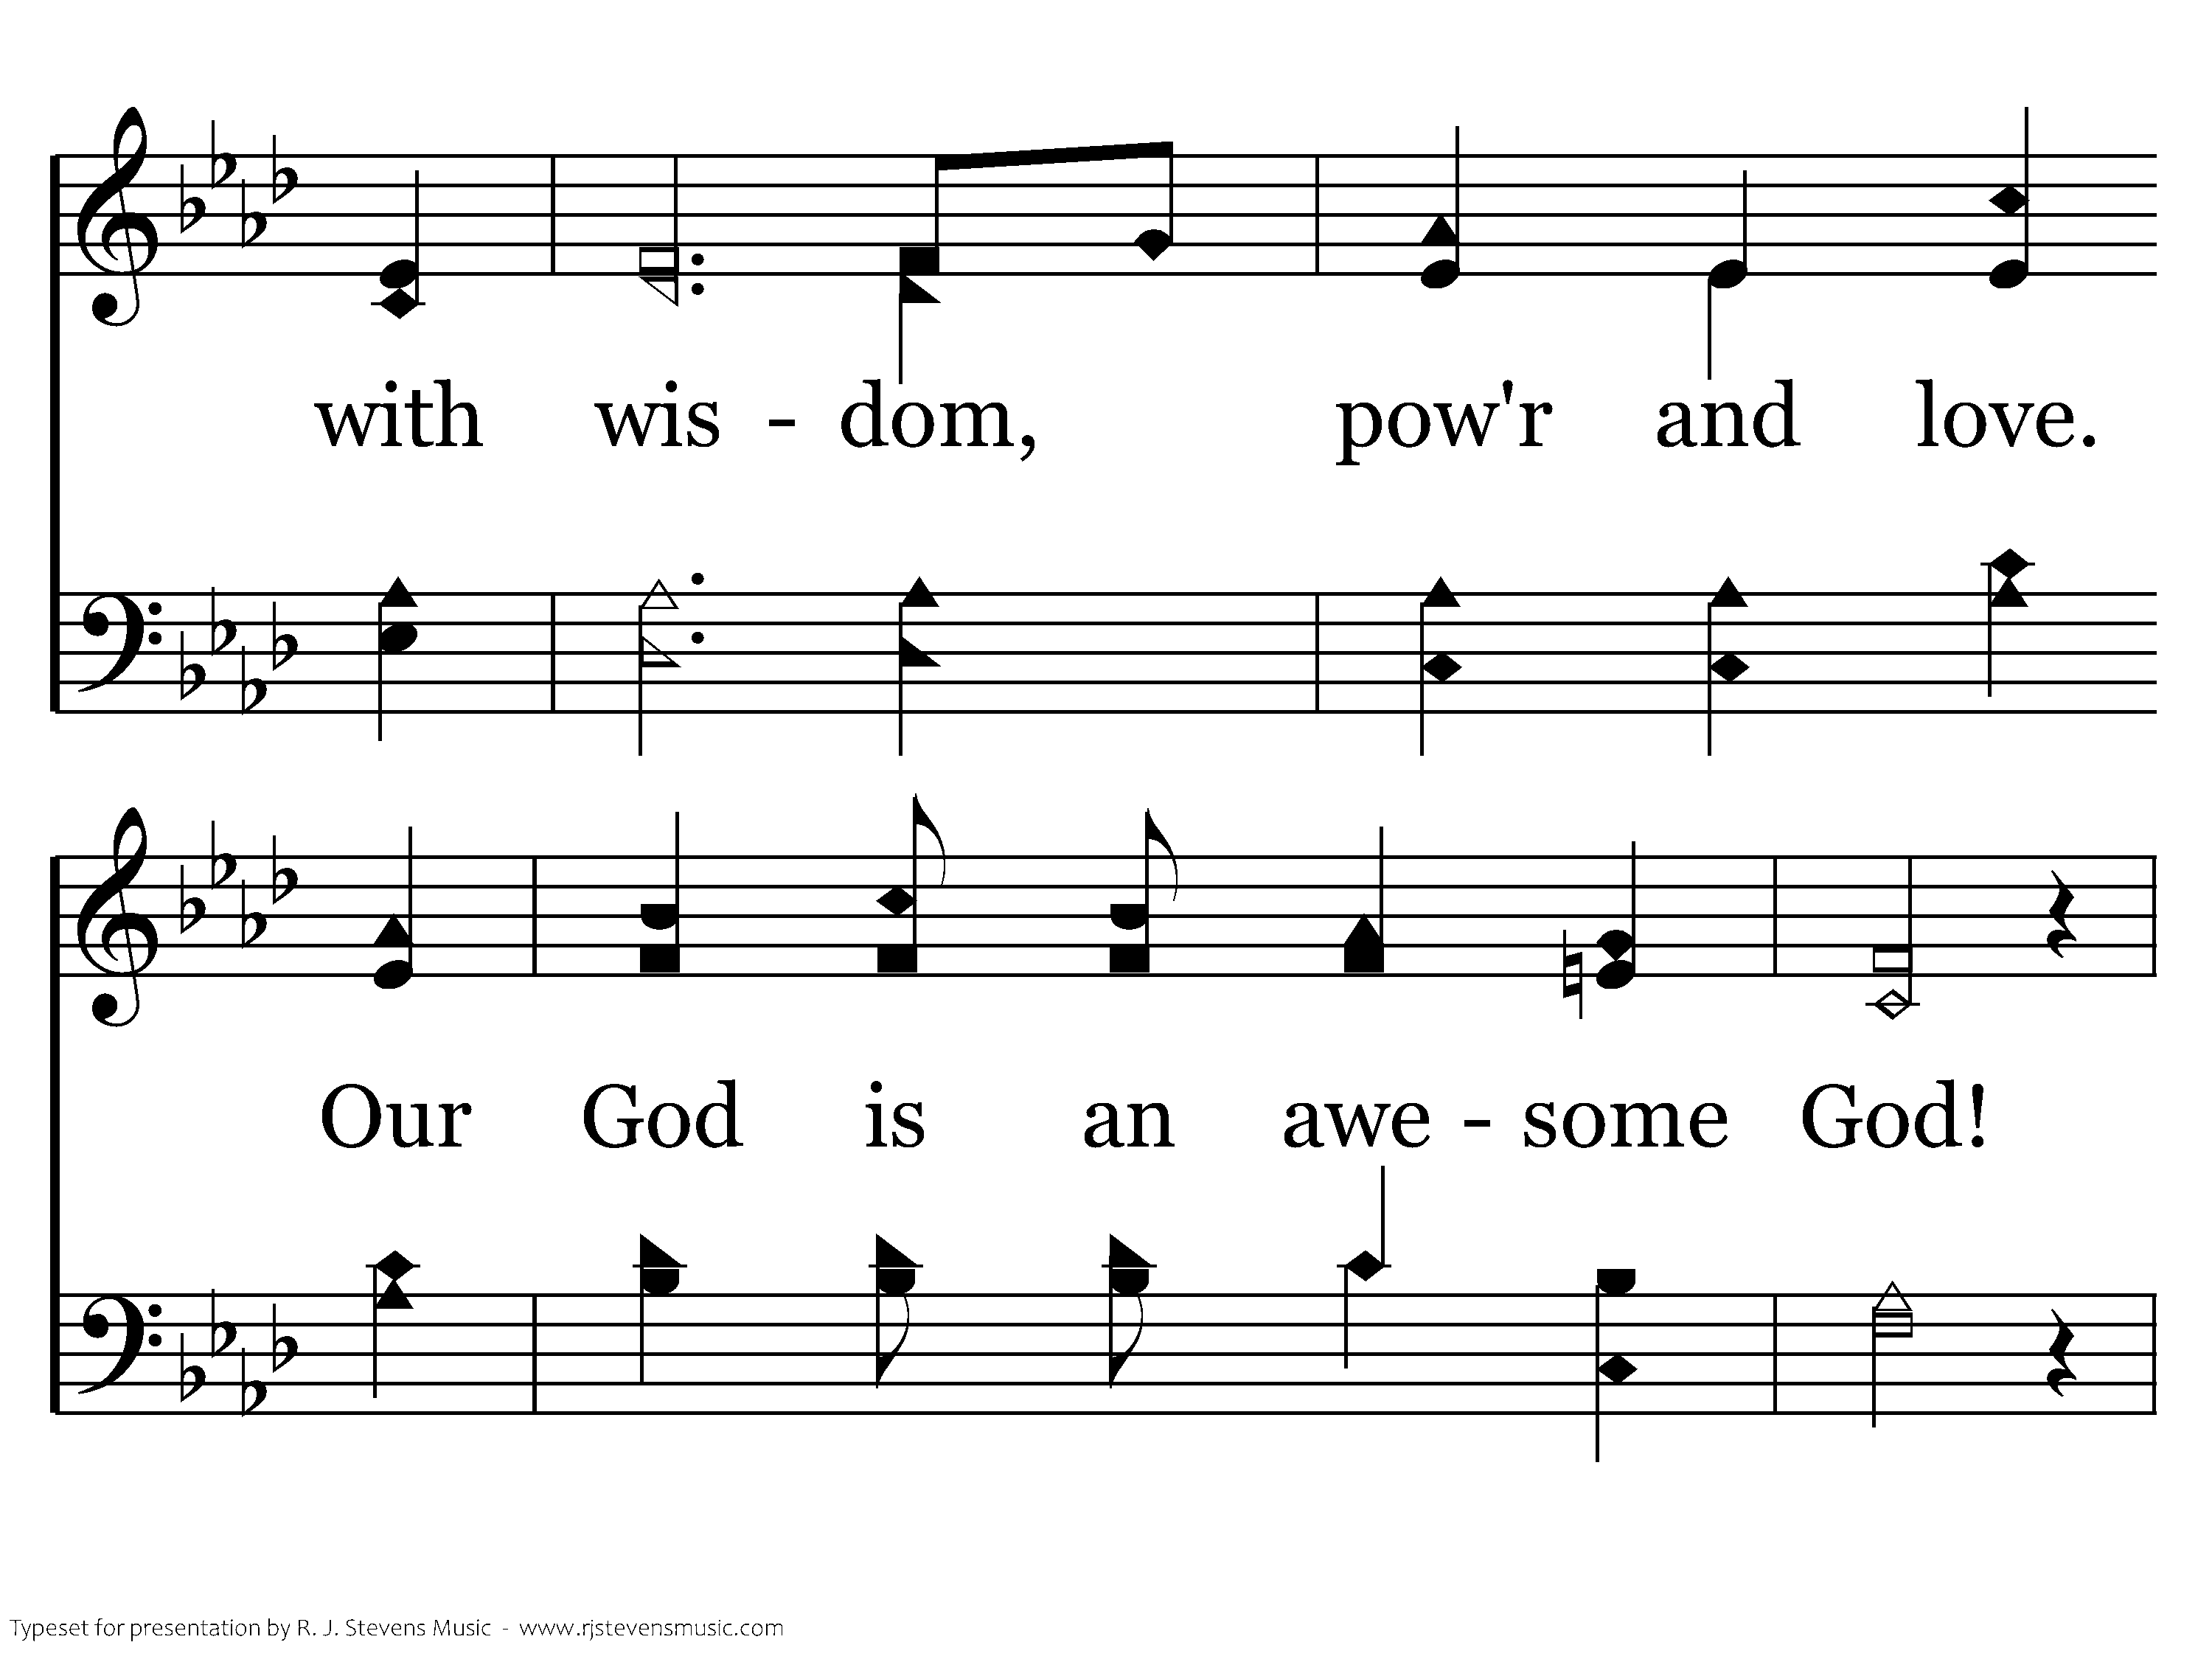 with wis - dom, pow'r and love.
Our God is an awe - some God!
Typeset for presentation by R. J. Stevens Music - www.rjstevensmusic.com